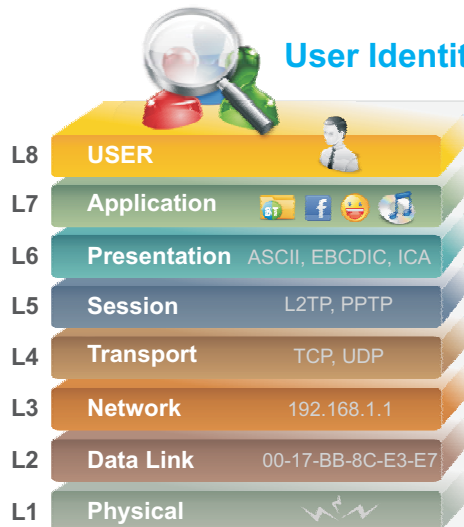 User Identit
L8 USER
L7 Application BT f
L6 Presentation ASCII, EBCDIC, ICA
L5 Session L2TP, PPTP
L4 Transport TCP, UDP
L3 Network 192.168.1.1
L2 Data Link 00-17-BB-8C-E3-E7
L1 Physical